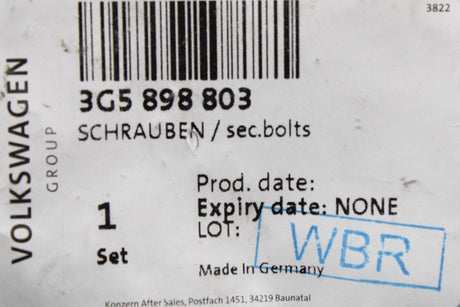 3822
VOLKSWAGEN
GROUP
3G5 898 803
SCHRAUBEN / sec.bolts
1
Set
Prod. date:
Expiry date: NONE
LOT:
WBR
Made In Germany
Konzern After Sales, Postfach 1451, 34219 Baunatal